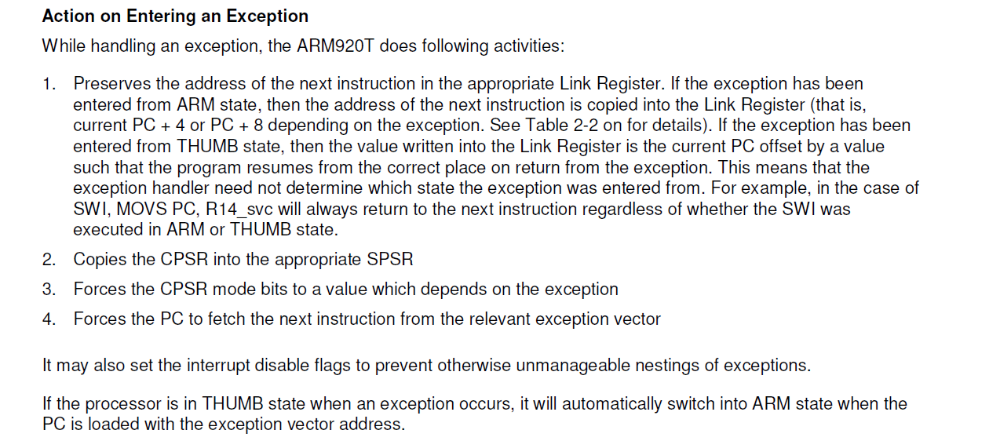 Action on Entering an Exception
While handling an exception, the ARM920T does following activities:
1. Preserves the address of the next instruction in the appropriate Link Register. If the exception has been
entered from ARM state, then the address of the next instruction is copied into the Link Register (that is,
current PC + 4 or PC + 8 depending on the exception. See Table 2-2 on for details). If the exception has been
entered from THUMB state, then the value written into the Link Register is the current PC offset by a value
such that the program resumes from the correct place on return from the exception. This means that the
exception handler need not determine which state the exception was entered from. For example, in the case of
SWI, MOVS PC, R14_svc will always return to the next instruction regardless of whether the SWI was
executed in ARM or THUMB state.
2. Copies the CPSR into the appropriate SPSR
3. Forces the CPSR mode bits to a value which depends on the exception
4. Forces the PC to fetch the next instruction from the relevant exception vector
It may also set the interrupt disable flags to prevent otherwise unmanageable nestings of exceptions.
If the processor is in THUMB state when an exception occurs, it will automatically switch into ARM state when the
PC is loaded with the exception vector address.